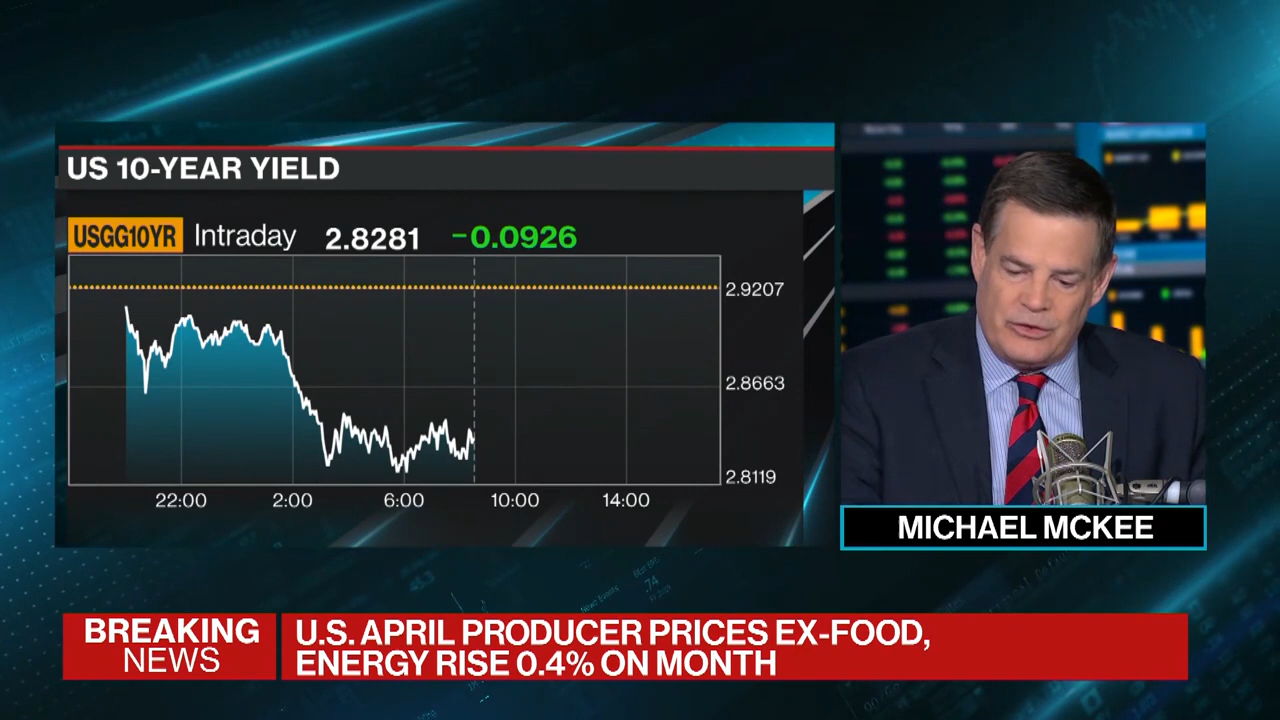 US 10-YEAR YIELD
USGG10YR Intraday 2.8281 -0.0926
2.9207
2.8663
2.8119
22:00 2:00 6:00 10:00 14:00
MICHAEL MCKEE
BREAKING
NEWS
U.S. APRIL PRODUCER PRICES EX-FOOD,
ENERGY RISE 0.4% ON MONTH